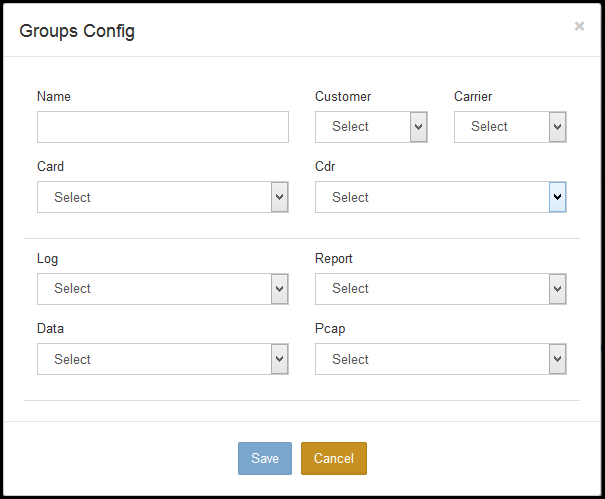 Groups Config ×
Name Customer Carrier
Select Select
Card Cdr
Select Select
Log Report
Select Select
Data Pcap
Select Select
Save Cancel